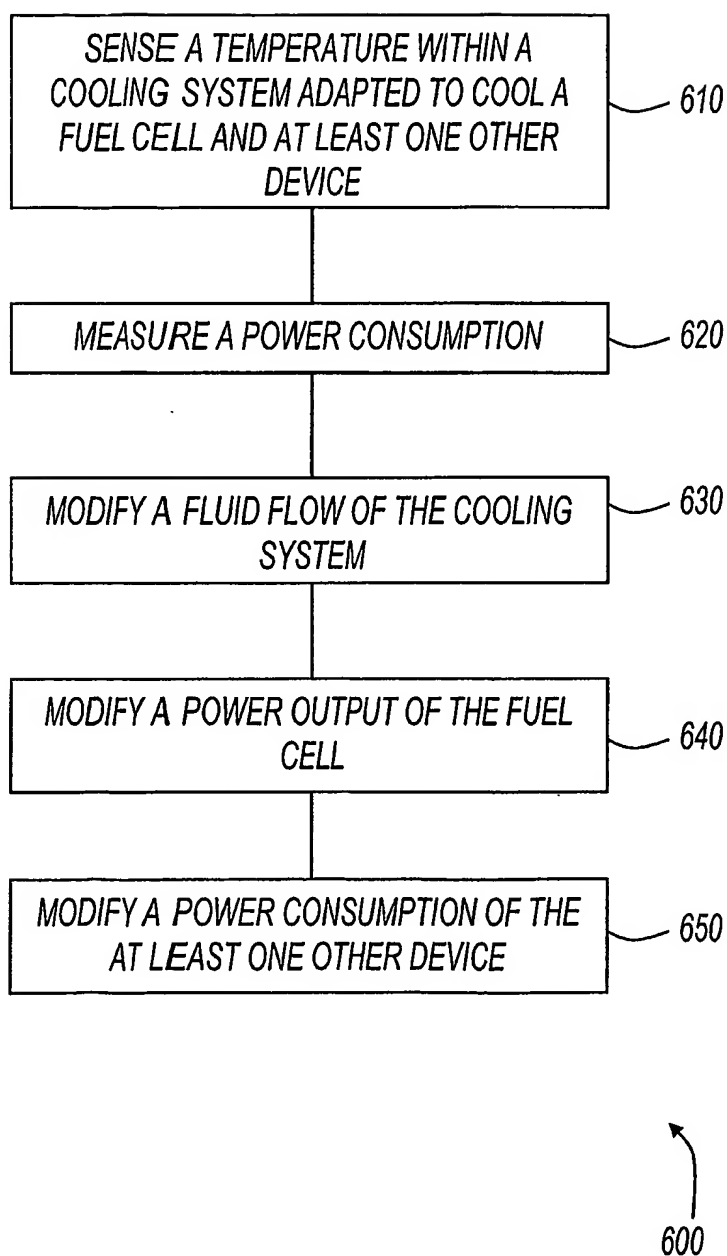 SENSE A TEMPERATURE WITHIN A
COOLING SYSTEM ADAPTED TO COOL A
FUEL CELL AND AT LEAST ONE OTHER
DEVICE
610
MEASURE A POWER CONSUMPTION
620
MODIFY A FLUID FLOW OF THE COOLING
SYSTEM
630
MODIFY A POWER OUTPUT OF THE FUEL
CELL
640
MODIFY A POWER CONSUMPTION OF THE
AT LEAST ONE OTHER DEVICE
650
600